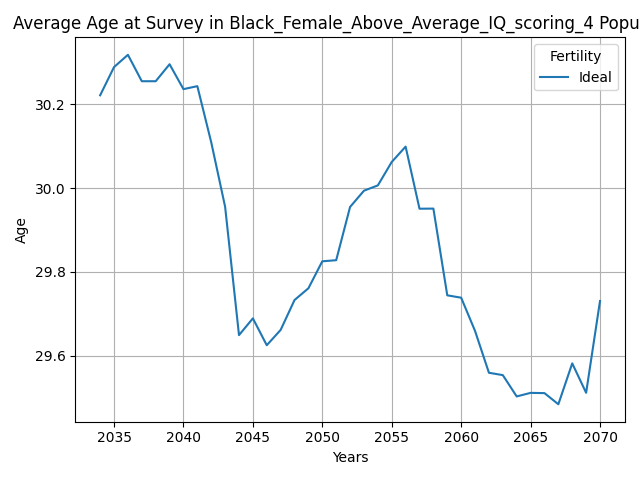 Average Age at Survey in Black_Female_Above_Average_IQ_scoring_4 Popu
Fertility
Ideal
30.2
30.0
29.8
29.6
Age
2035 2040 2045 2050 2055 2060 2065 2070
Years